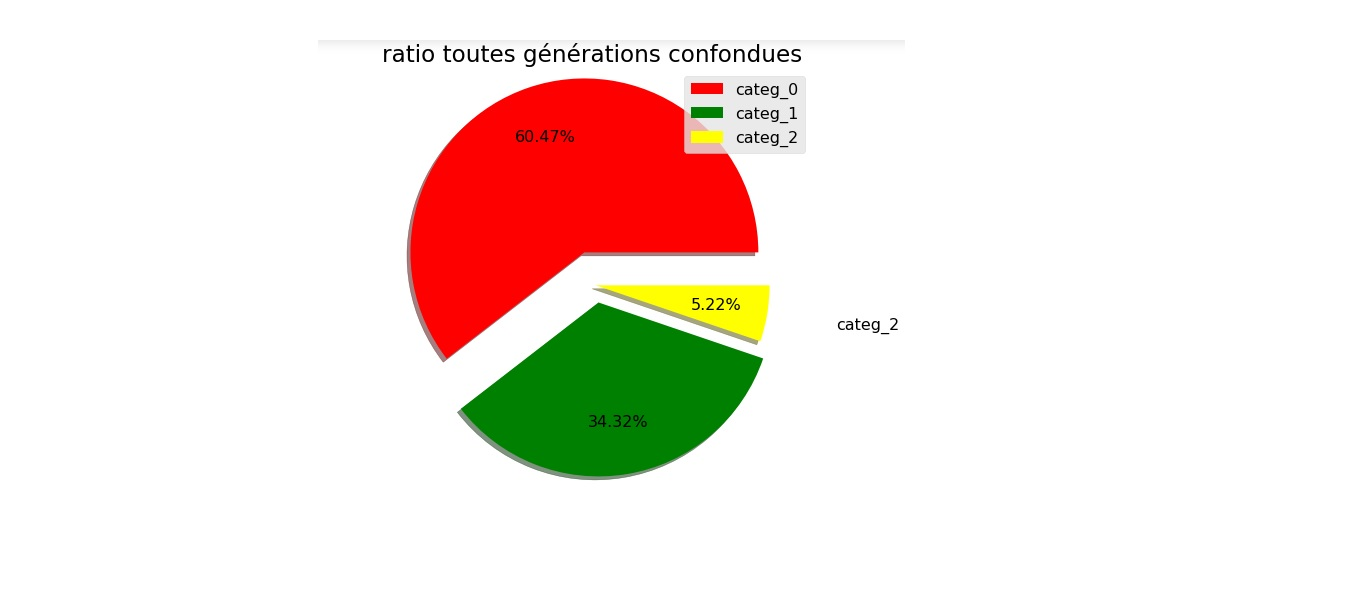 ratio toutes générations confondues
categ_0
categ_1
categ_2
60.47%
5.22%
categ_2
34.32%